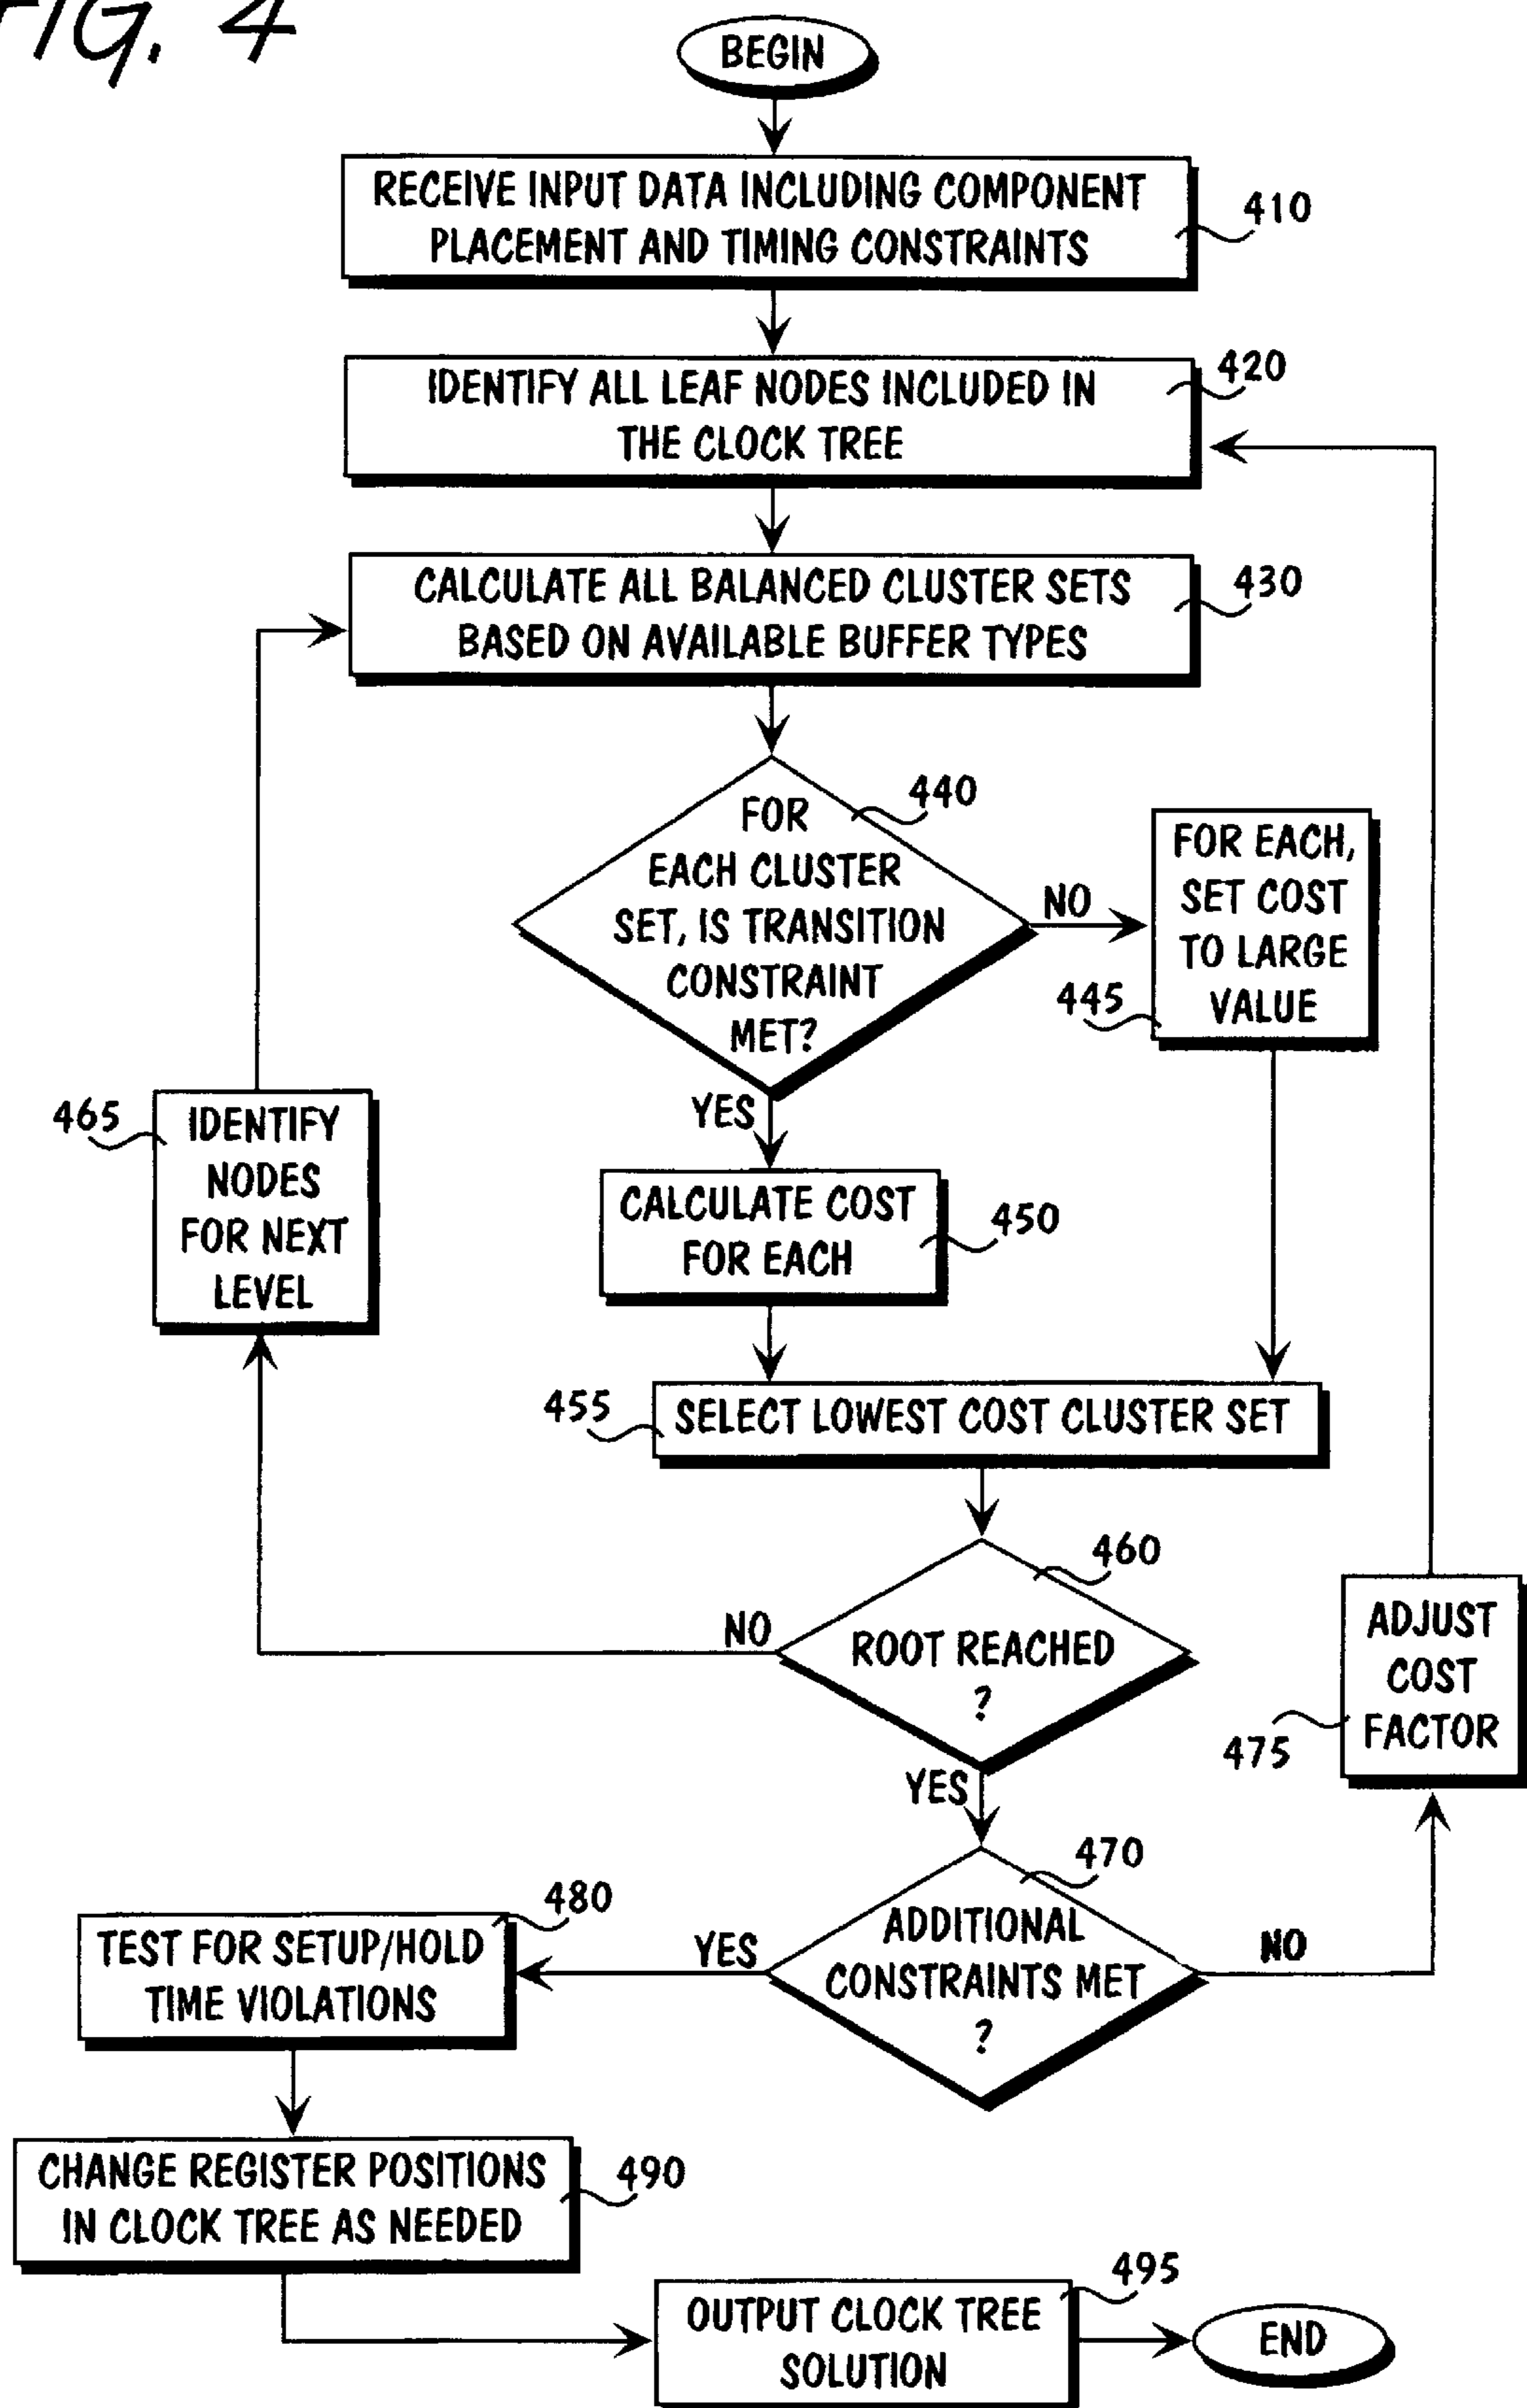 FIG. 4
BEGIN
RECEIVE INPUT DATA INCLUDING COMPONENT
PLACEMENT AND TIMING CONSTRAINTS
410
IDENTIFY ALL LEAF NODES INCLUDED IN
THE CLOCK TREE
420
CALCULATE ALL BALANCED CLUSTER SETS
BASED ON AVAILABLE BUFFER TYPES
430
FOR
EACH CLUSTER
SET, IS TRANSITION
CONSTRAINT
MET?
440
NO
FOR EACH,
SET COST
TO LARGE
VALUE
445
YES
465
IDENTIFY
NODES
FOR NEXT
LEVEL
CALCULATE COST
FOR EACH
450
455
SELECT LOWEST COST CLUSTER SET
460
NO
ROOT REACHED
?
ADJUST
COST
FACTOR
475
YES
470
ADDITIONAL
CONSTRAINTS MET
?
NO
YES
480
TEST FOR SETUP/HOLD
TIME VIOLATIONS
CHANGE REGISTER POSITIONS
IN CLOCK TREE AS NEEDED
490
495
OUTPUT CLOCK TREE
SOLUTION
END